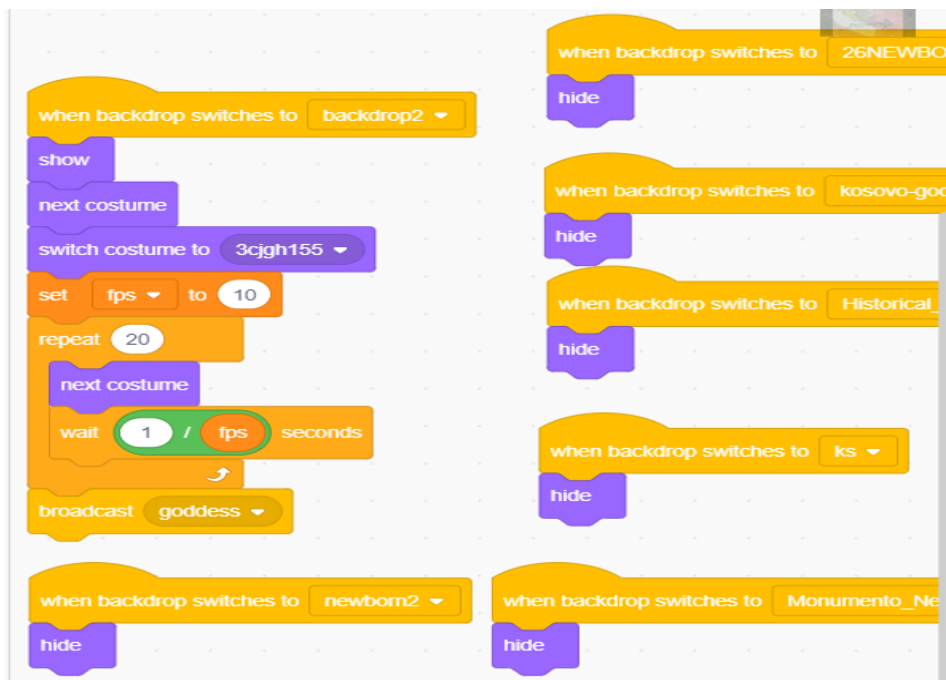 when backdrop switches to backdrop2
show
next costume
switch costume to 3cjgh155
set fps to 10
repeat 20
next costume
wait 1 / fps seconds
broadcast goddess
when backdrop switches to newborn2
hide
when backdrop switches to 26NEWBO
hide
when backdrop switches to kosovo-god
hide
when backdrop switches to Historical_
hide
when backdrop switches to ks
hide
when backdrop switches to Monumento_Ne
hide